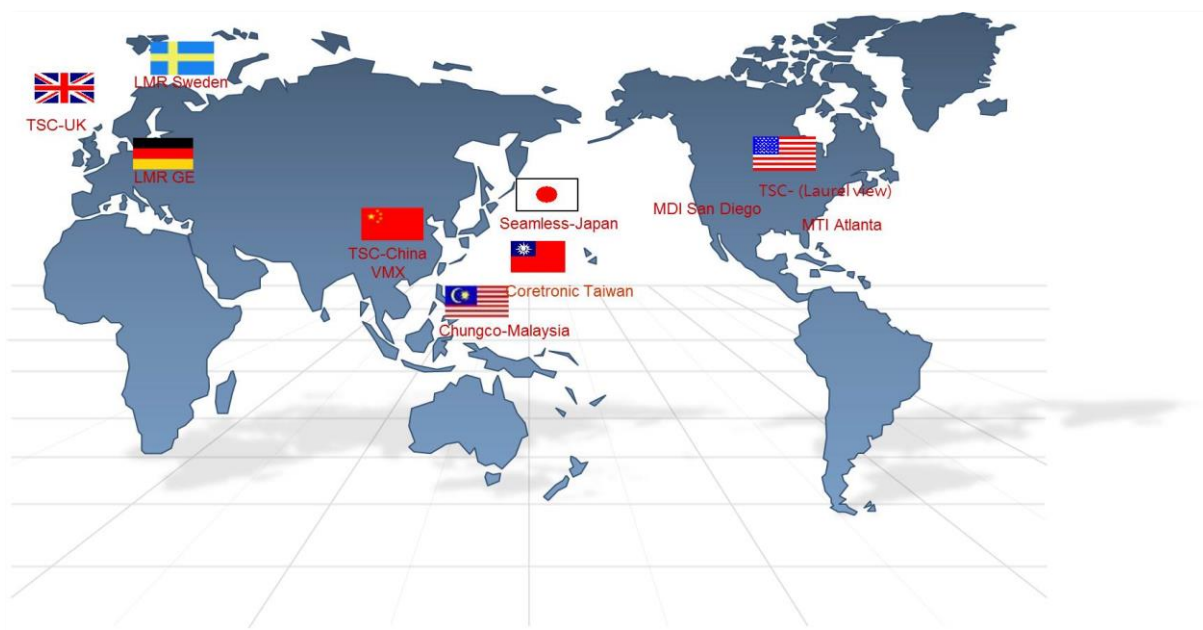 LMR Sweden
TSC-UK
LMR GE
TSC- (Laurel view)
MDI San Diego
Seamless-Japan
MTI Atlanta
TSC-China
VMX
Coretronic Taiwan
Chungco-Malaysia